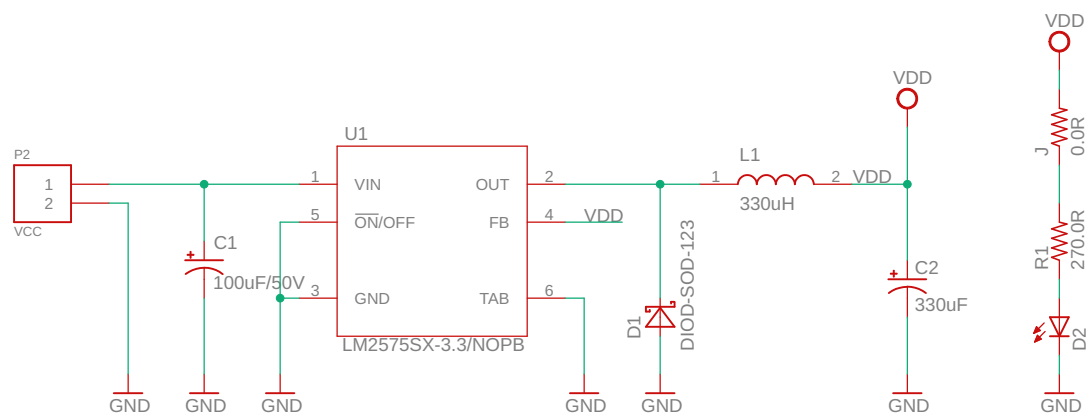 VDD
VDD
P2
1
2
VCC
U1
1
VIN
OUT
2
5
ON/OFF
FB
4
VDD
3
GND
TAB
6
LM2575SX-3.3/NOPB
C1
100uF/50V
L1
1
2
VDD
330uH
D1
DIOD-SOD-123
C2
330uF
J
0.0R
R1
270.0R
D2
GND
GND
GND
GND
GND
GND
GND